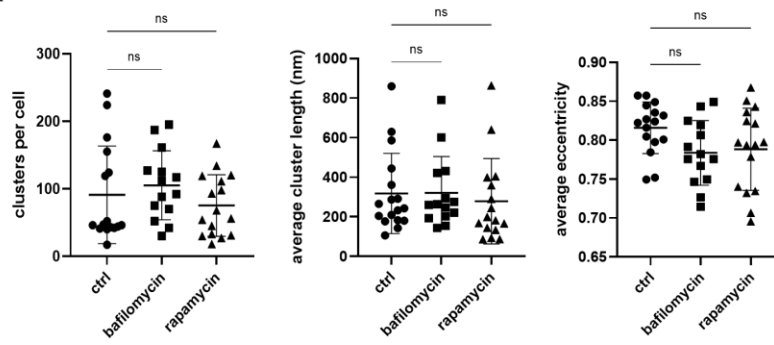 ns
ns
clusters per cell
300
200
100
0
ctrl
bafilomycin
rapamycin
ns
ns
average cluster length (nm)
1000
800
600
400
200
0
ctrl
bafilomycin
rapamycin
ns
ns
average eccentricity
0.90
0.85
0.80
0.75
0.70
0.65
ctrl
bafilomycin
rapamycin